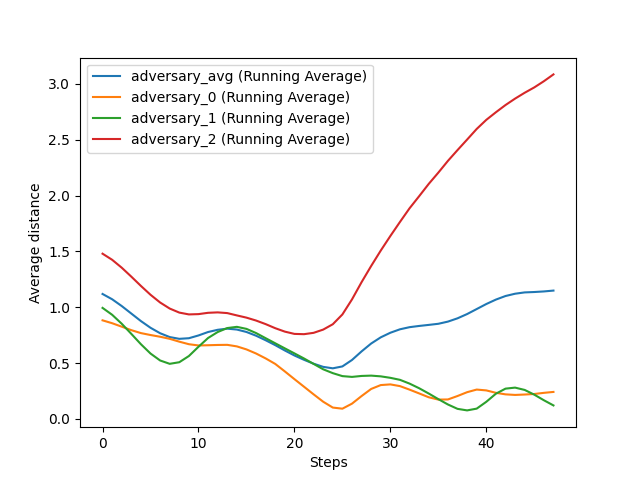 adversary_avg (Running Average)
adversary_0 (Running Average)
adversary_1 (Running Average)
adversary_2 (Running Average)
3.0
2.5
2.0
1.5
1.0
0.5
0.0
Average distance
0 10 20 30 40
Steps